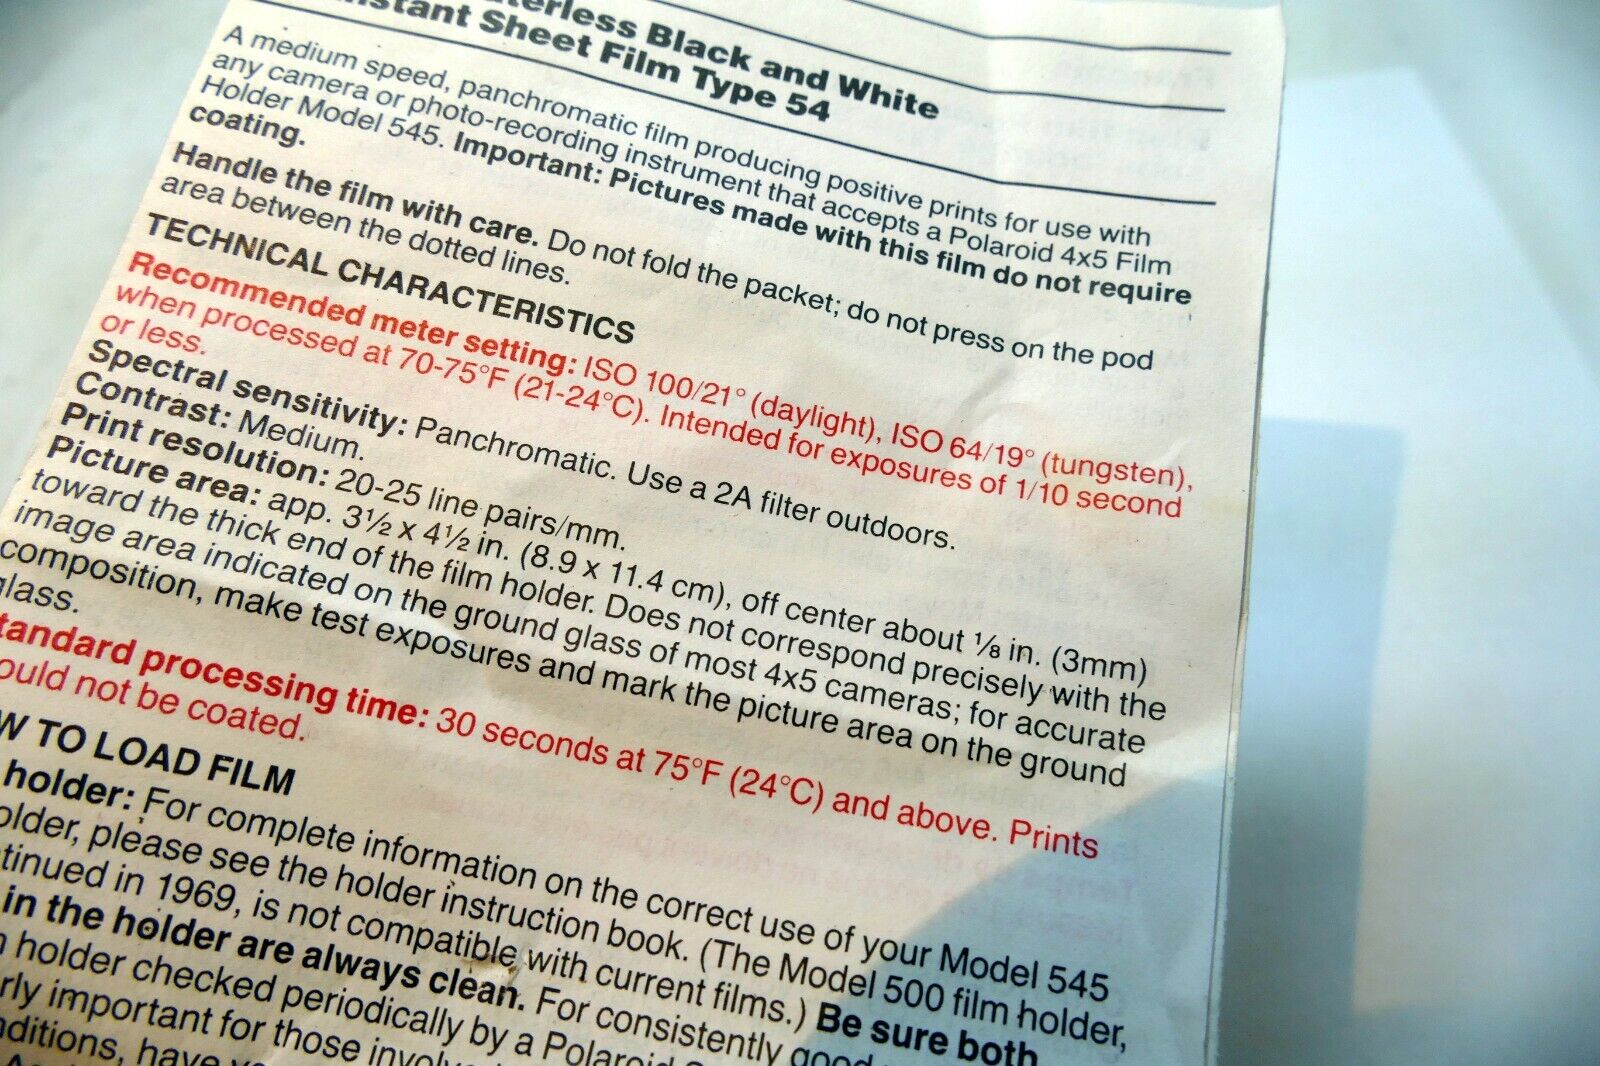 Black and White
Sheet Film Type 54
A medium speed, panchromatic film producing positive prints for use with
any camera or photo-recording instrument that accepts a Polaroid 4x5 Film
Holder Model 545. Important: Pictures made with this film do not require
coating.
Handle the film with care. Do not fold the packet; do not press on the pod
area between the dotted lines.
TECHNICAL CHARACTERISTICS
Recommended meter setting: ISO 100/21° (daylight), ISO 64/19° (tungsten),
when processed at 70-75°F (21-24°C). Intended for exposures of 1/10 second
or less.
Spectral sensitivity: Panchromatic. Use a 2A filter outdoors.
Contrast: Medium.
Print resolution: 20-25 line pairs/mm.
Picture area: app. 3½ x 4½ in. (8.9 x 11.4 cm), off center about ⅛ in. (3mm)
toward the thick end of the film holder. Does not correspond precisely with the
image area indicated on the ground glass of most 4x5 cameras; for accurate
composition, make test exposures and mark the picture area on the ground
glass.
tandard processing time: 30 seconds at 75°F (24°C) and above. Prints
ould not be coated.
W TO LOAD FILM
holder: For complete information on the correct use of your Model 545
older, please see the holder instruction book. (The Model 500 film holder,
tinued in 1969, is not compatible with current films.) Be sure both
in the holder are always clean. For consistently good
holder checked periodically by a Polaroid
rly important for those
nditions, have